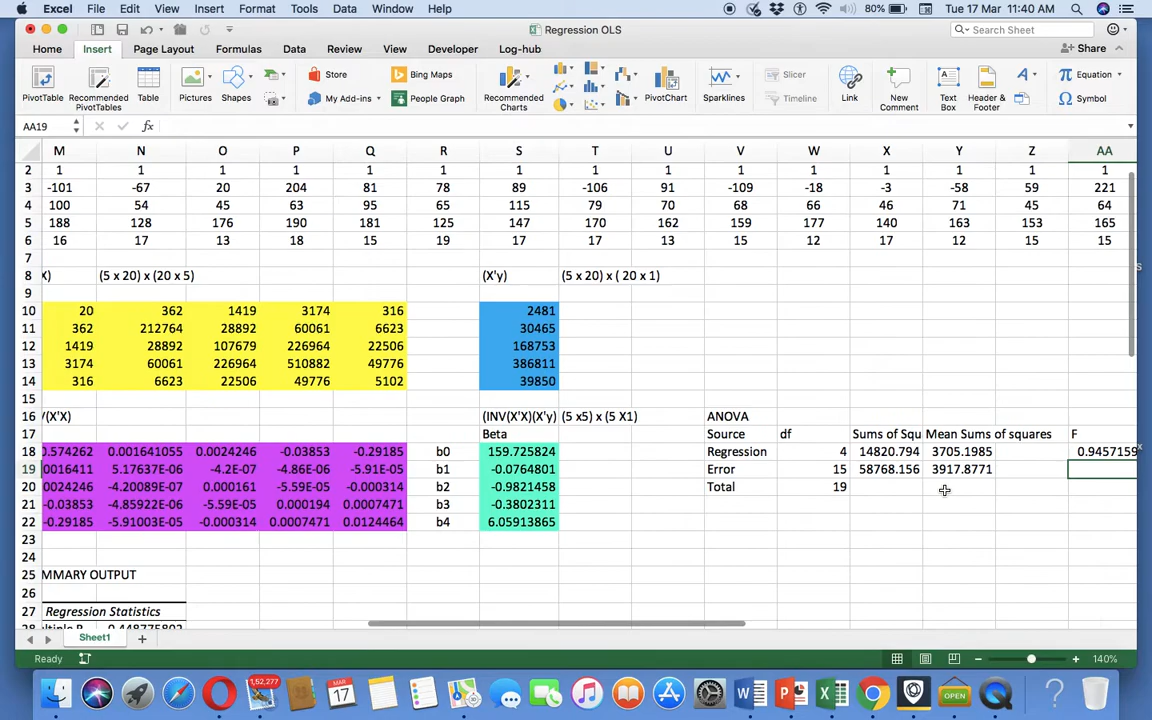 Excel File Edit View Insert Format Tools Data Window Help 80% Tue 17 Mar 11:40 AM
Regression OLS
Search Sheet
Home Insert Page Layout Formulas Data Review View Developer Log-hub Share
Store Bing Maps Slicer Equation
PivotTable Recommended PivotTables Table Pictures Shapes My Add-ins People Graph Recommended Charts PivotChart Sparklines Timeline Link New Comment Text Box Header & Footer Symbol
AA19 fx
M N O P Q R S T U V W X Y Z AA
2 1 1 1 1 1 1 1 1 1 1 1 1 1 1 1
3 -101 -67 20 204 81 78 89 -106 91 -109 -18 -3 -58 59 221
4 100 54 45 63 95 65 115 79 70 68 66 46 71 45 64
5 188 128 176 190 181 125 147 170 162 159 177 140 163 153 165
6 16 17 13 18 15 19 17 17 13 15 12 17 12 15 15
7
8 X) (5 x 20) x (20 x 5) (X'y) (5 x 20) x ( 20 x 1)
9
10 20 362 1419 3174 316 2481
11 362 212764 28892 60061 6623 30465
12 1419 28892 107679 226964 22506 168753
13 3174 60061 226964 510882 49776 386811
14 316 6623 22506 49776 5102 39850
15
16 /(X'X) (INV(X'X)(X'y) (5 x5) x (5 X1) ANOVA
17 Beta Source df Sums of Squ Mean Sums of squares F
18 0.574262 0.001641055 0.0024246 -0.03853 -0.29185 b0 159.725824 Regression 4 14820.794 3705.1985 0.9457159
19 0016411 5.17637E-06 -4.2E-07 -4.86E-06 -5.91E-05 b1 -0.0764801 Error 15 58768.156 3917.8771
20 0024246 -4.20089E-07 0.000161 -5.59E-05 -0.000314 b2 -0.9821458 Total 19
21 -0.03853 -4.85922E-06 -5.59E-05 0.000194 0.0007471 b3 -0.3802311
22 -0.29185 -5.91003E-05 -0.000314 0.0007471 0.0124464 b4 6.05913865
23
24
25 MMARY OUTPUT
26
27 Regression Statistics
28
Sheet1
Ready 140%
1,52,277
MAR
17
OPEN